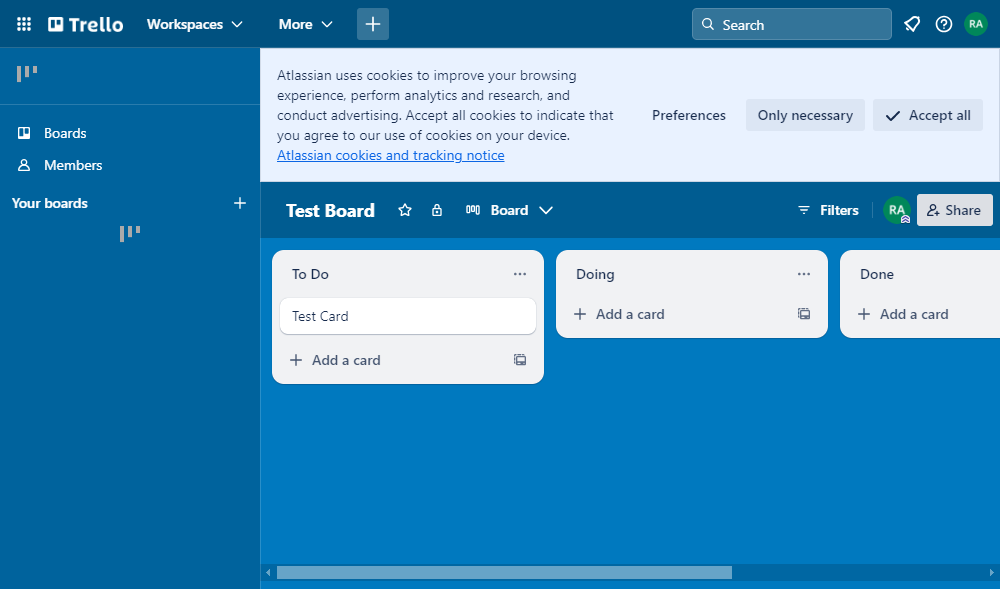 Trello Workspaces More Search RA
Atlassian uses cookies to improve your browsing
experience, perform analytics and research, and
conduct advertising. Accept all cookies to indicate that
you agree to our use of cookies on your device.
Atlassian cookies and tracking notice
Preferences Only necessary Accept all
Boards
Members
Your boards
Test Board Board Filters RA Share
To Do
Test Card
Add a card
Doing
Add a card
Done
Add a card